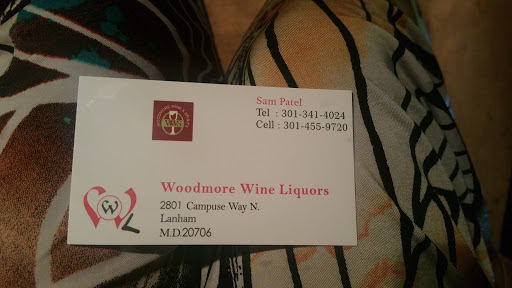 Sam Patel
Tel : 301-341-4024
Cell : 301-455-9720
Woodmore Wine Liquors
2801 Campuse Way N.
Lanham
M.D.20706
W
L